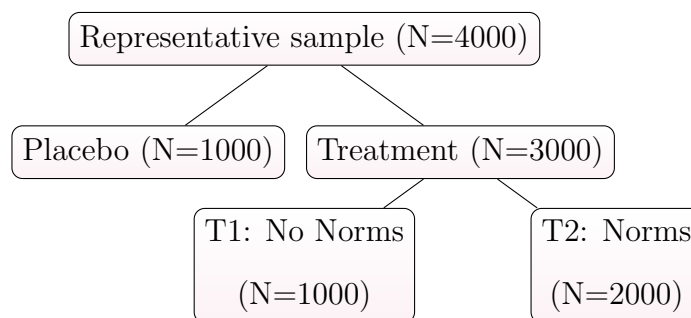 Representative sample (N=4000)
Placebo (N=1000)
Treatment (N=3000)
T1: No Norms
(N=1000)
T2: Norms
(N=2000)